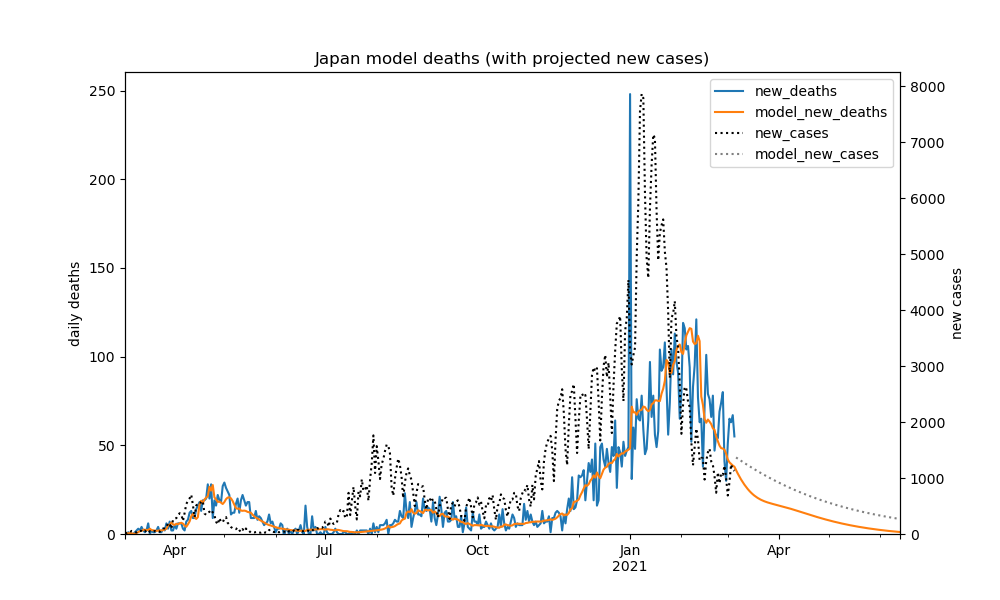 Japan model deaths (with projected new cases)
new_deaths
model_new_deaths
new_cases
model_new_cases
daily deaths
new cases
250
200
150
100
50
0
8000
7000
6000
5000
4000
3000
2000
1000
0
Apr
Jul
Oct
Jan
2021
Apr